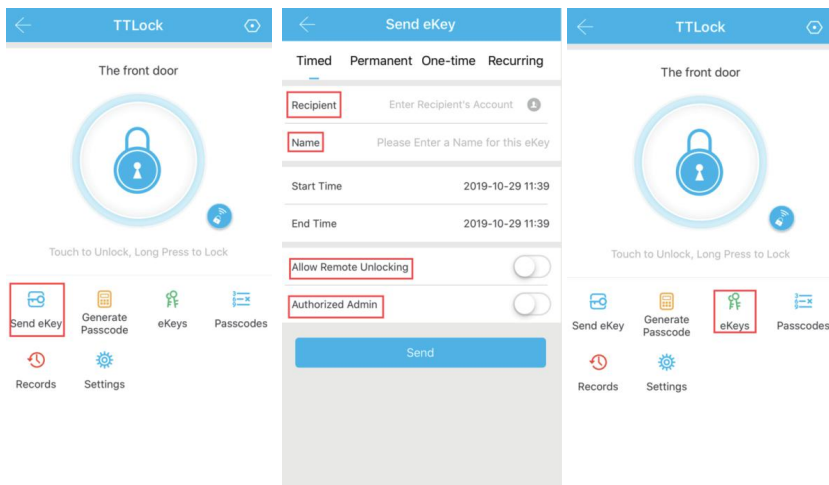 TTLock
The front door
Touch to Unlock, Long Press to Lock
Send eKey
Generate
Passcode
eKeys
Passcodes
Records
Settings
Send eKey
Timed Permanent One-time Recurring
Recipient Enter Recipient's Account
Name Please Enter a Name for this eKey
Start Time 2019-10-29 11:39
End Time 2019-10-29 11:39
Allow Remote Unlocking
Authorized Admin
Send
TTLock
The front door
Touch to Unlock, Long Press to Lock
Send eKey
Generate
Passcode
eKeys
Passcodes
Records
Settings